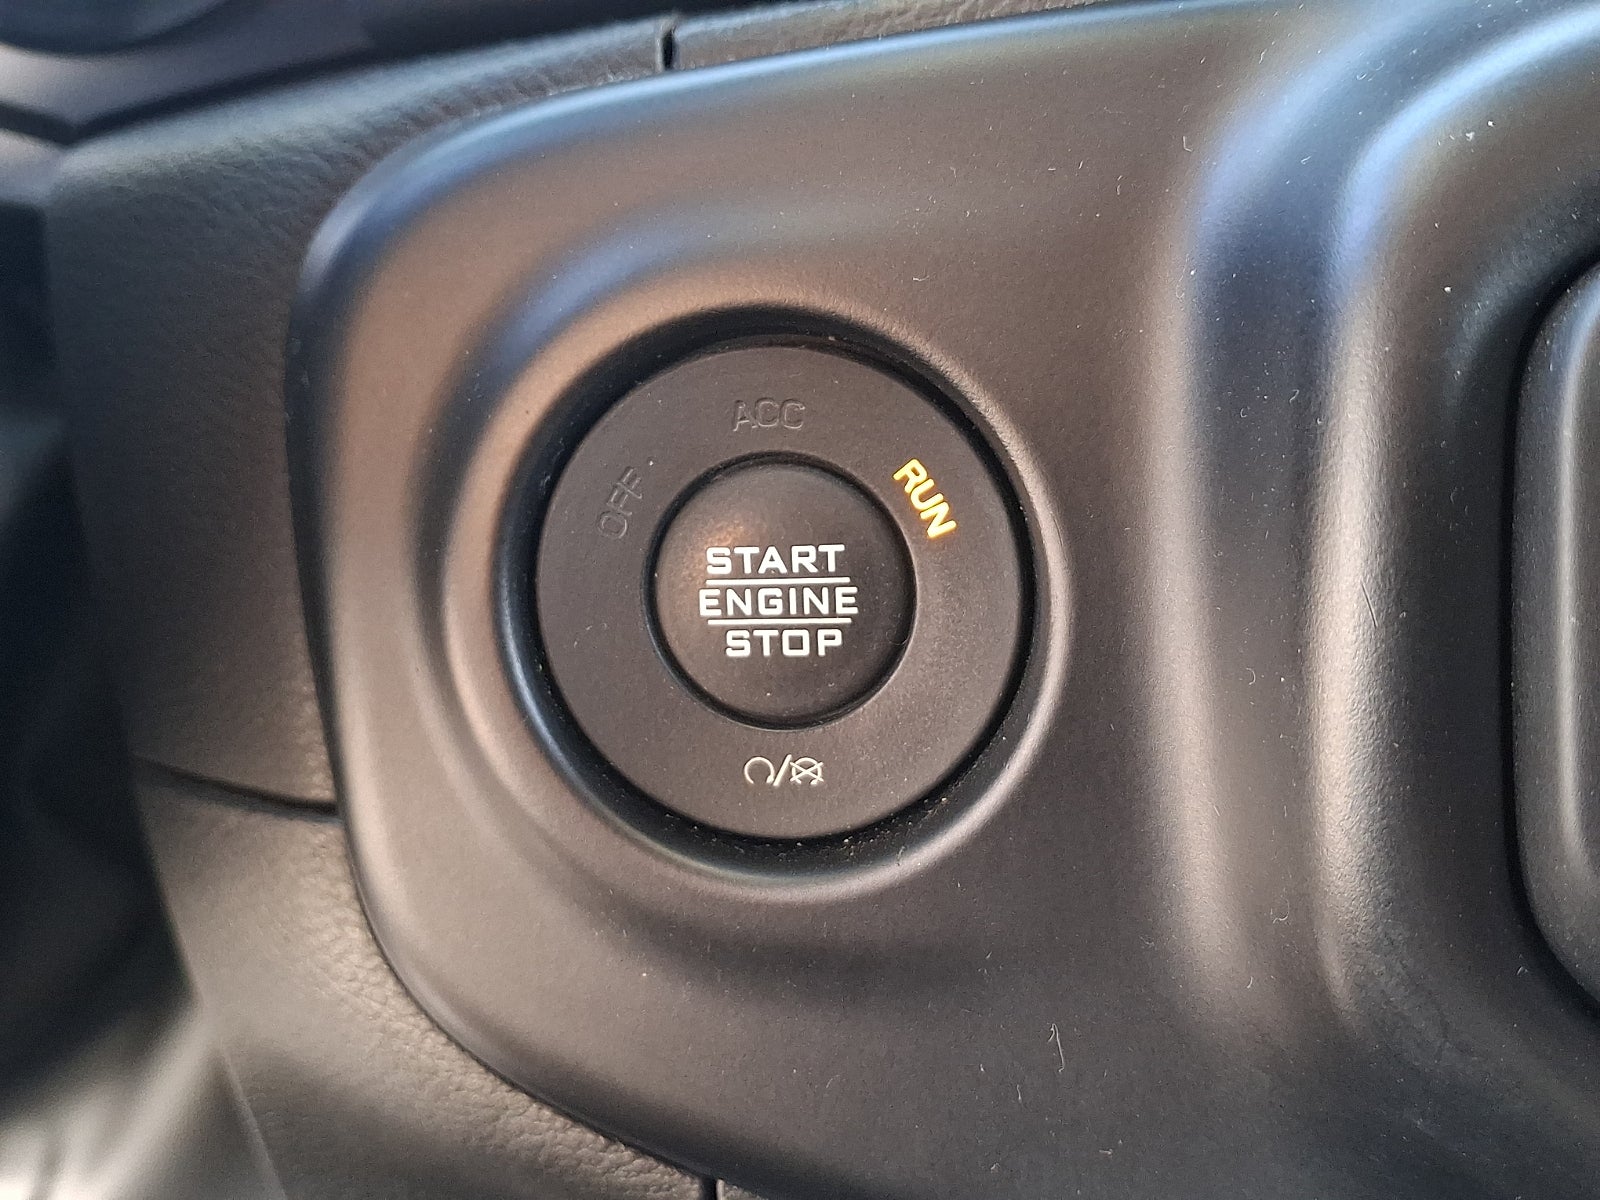 ACC
OFF
RUN
START
ENGINE
STOP